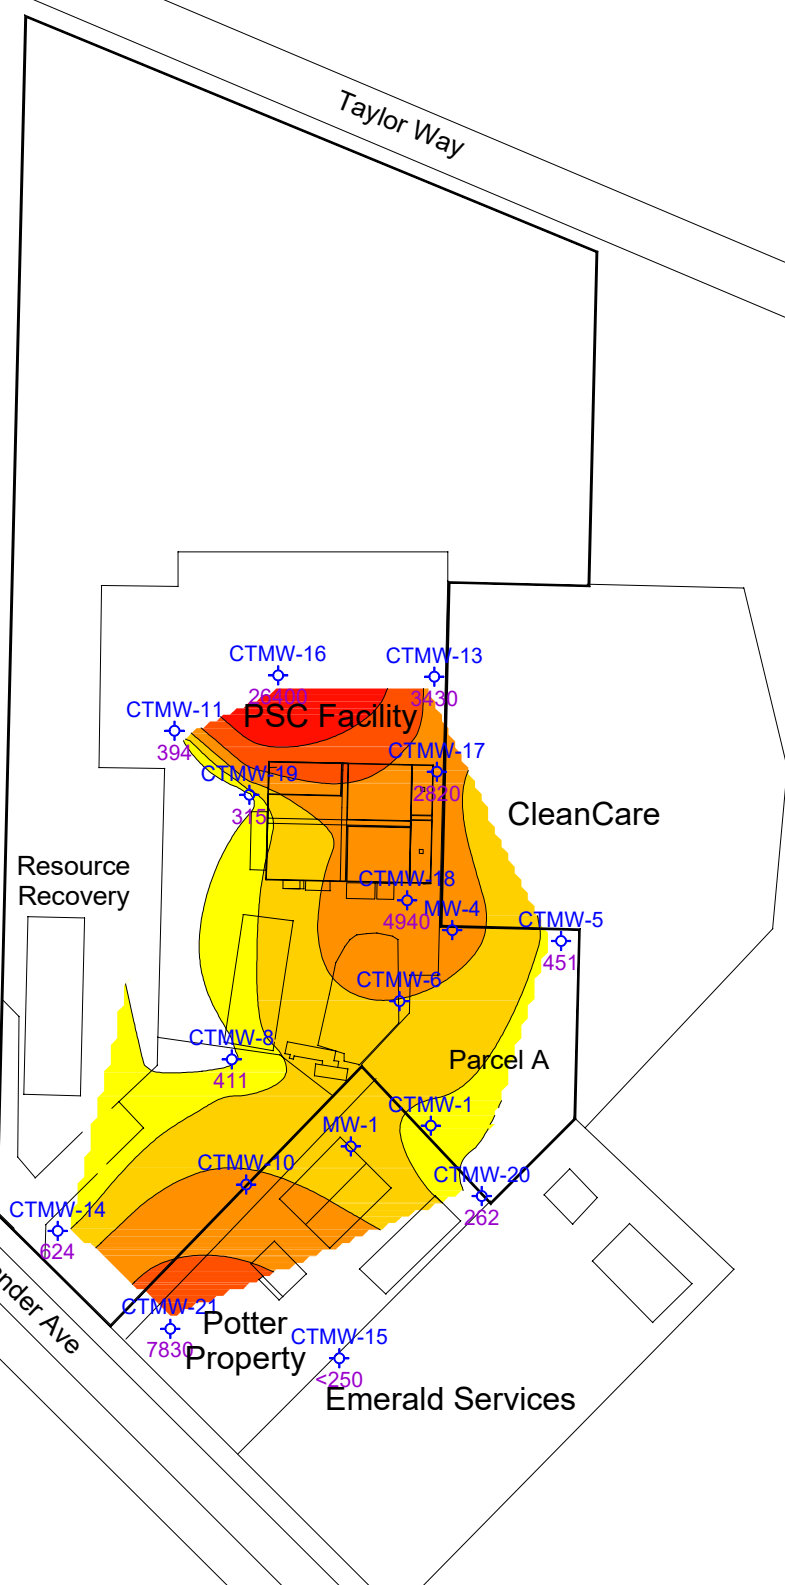 Taylor Way
CTMW-16
26400
CTMW-13
3430
CTMW-11
394
PSC Facility
CTMW-17
2820
CTMW-19
315
CleanCare
Resource
Recovery
CTMW-18
4940
MW-4
CTMW-5
451
CTMW-6
CTMW-8
411
Parcel A
CTMW-1
MW-1
CTMW-10
CTMW-20
262
CTMW-14
624
nder Ave
CTMW-21
7830
Potter
Property
CTMW-15
<250
Emerald Services